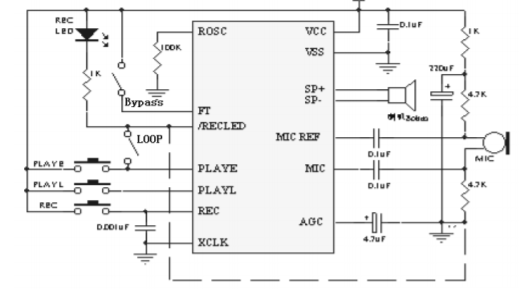 REC
LED
ROSC
VCC
0.1uF
1K
100K
VSS
1K
220uF
+
SP+
SP-
4.7K
Bypass
FT
/RECLED
LOOP
MIC REF
0.1uF
MIC
PLAYE
PLAYE
MIC
0.1uF
PLAYL
PLAYL
4.7K
REC
REC
0.001uF
AGC
+
4.7uF
XCLK